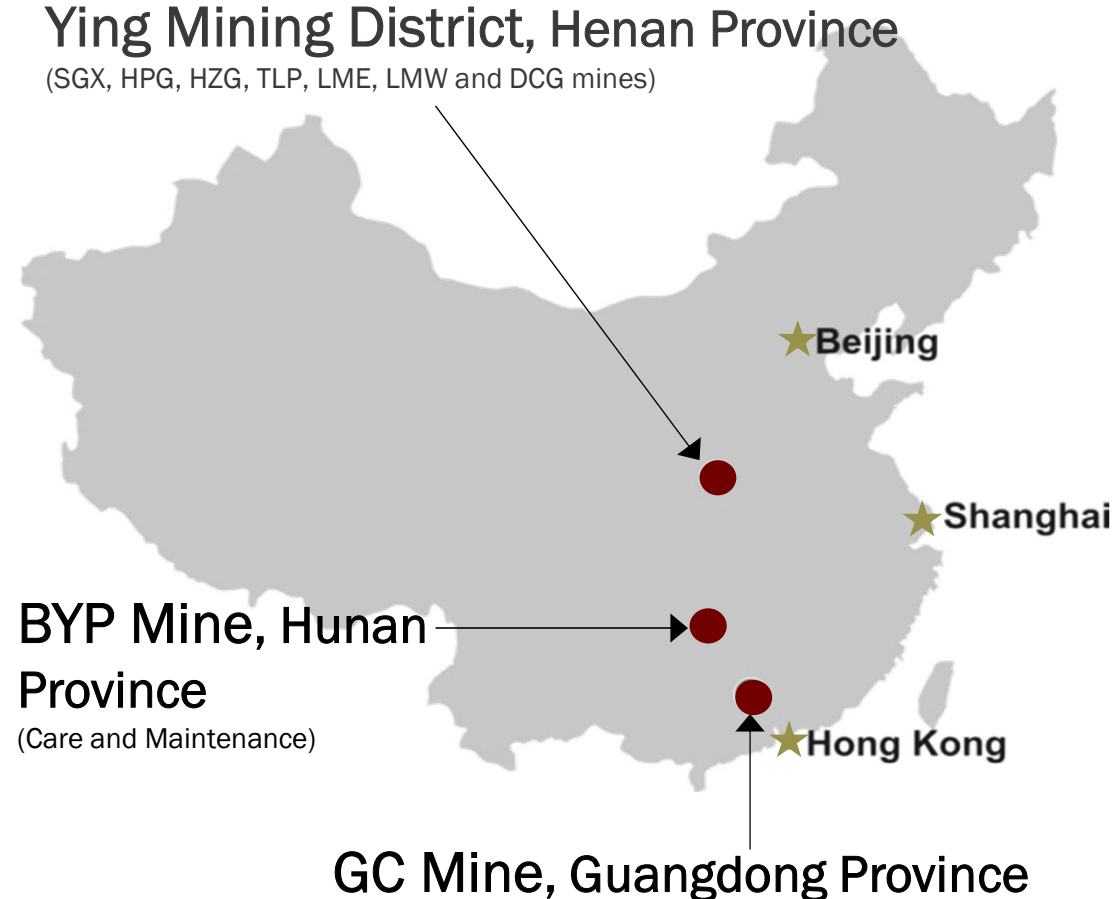 Ying Mining District, Henan Province
(SGX, HPG, HZG, TLP, LME, LMW and DCG mines)
Beijing
Shanghai
BYP Mine, Hunan
Province
(Care and Maintenance)
Hong Kong
GC Mine, Guangdong Province